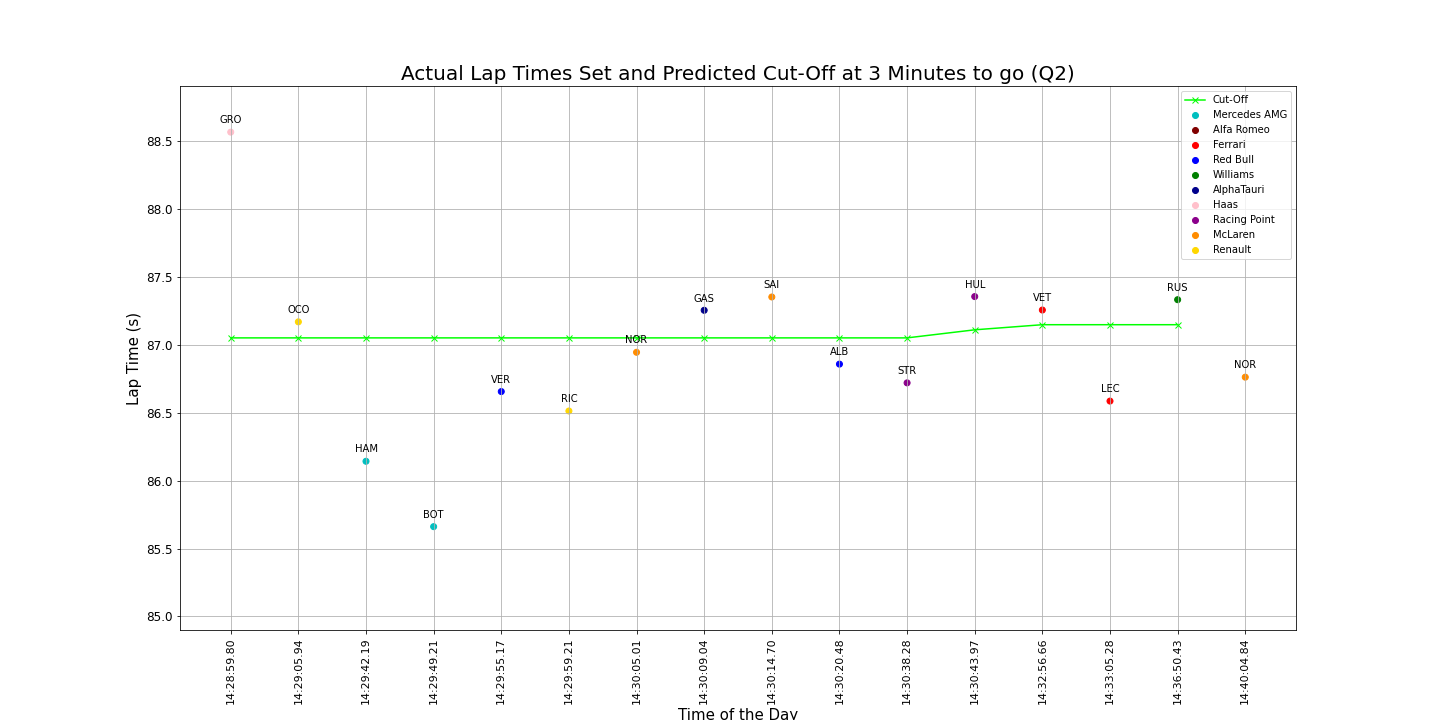 Actual Lap Times Set and Predicted Cut-Off at 3 Minutes to go (Q2)
Cut-Off
Mercedes AMG
Alfa Romeo
Ferrari
Red Bull
Williams
AlphaTauri
Haas
Racing Point
McLaren
Renault
Lap Time (s)
88.5
88.0
87.5
87.0
86.5
86.0
85.5
85.0
GRO
OCO
HAM
BOT
VER
RIC
NOR
GAS
SAI
ALB
STR
HUL
VET
LEC
RUS
NOR
14:28:59.80
14:29:05.94
14:29:42.19
14:29:49.21
14:29:55.17
14:29:59.21
14:30:05.01
14:30:09.04
14:30:14.70
14:30:20.48
14:30:38.28
14:30:43.97
14:32:56.66
14:33:05.28
14:36:50.43
14:40:04.84
Time of the Day